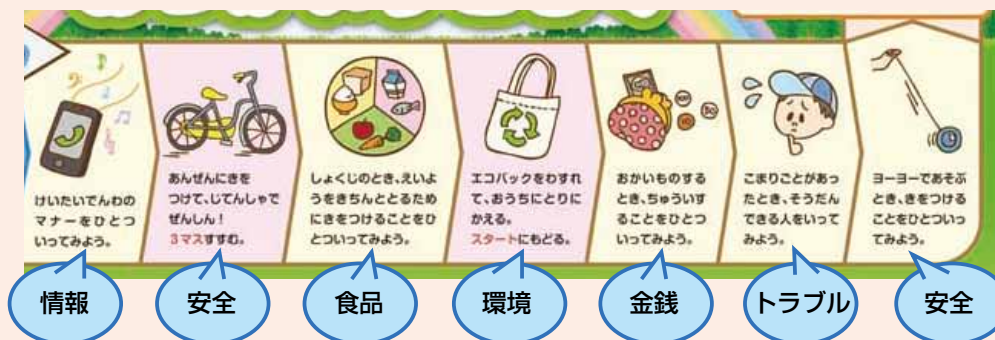 けいたいでんわの
マナーをひとつ
いってみよう。
あんぜんにきを
つけて、じてんしゃで
ぜんしん!
3マスすすむ。
しょくじのとき、えいよ
うをきちんととるため
にきをつけることをひ
とついってみよう。
エコバックをわすれ
て、おうちにとりに
かえる。
スタートにもどる。
おかいものする
とき、ちゅういす
ることをひとつ
いってみよう。
こまりごとがあっ
たとき、そうだん
できる人をいって
みよう。
ヨーヨーであそぶ
とき、きをつける
ことをひとついっ
てみよう。
情報
安全
食品
環境
金銭
トラブル
安全